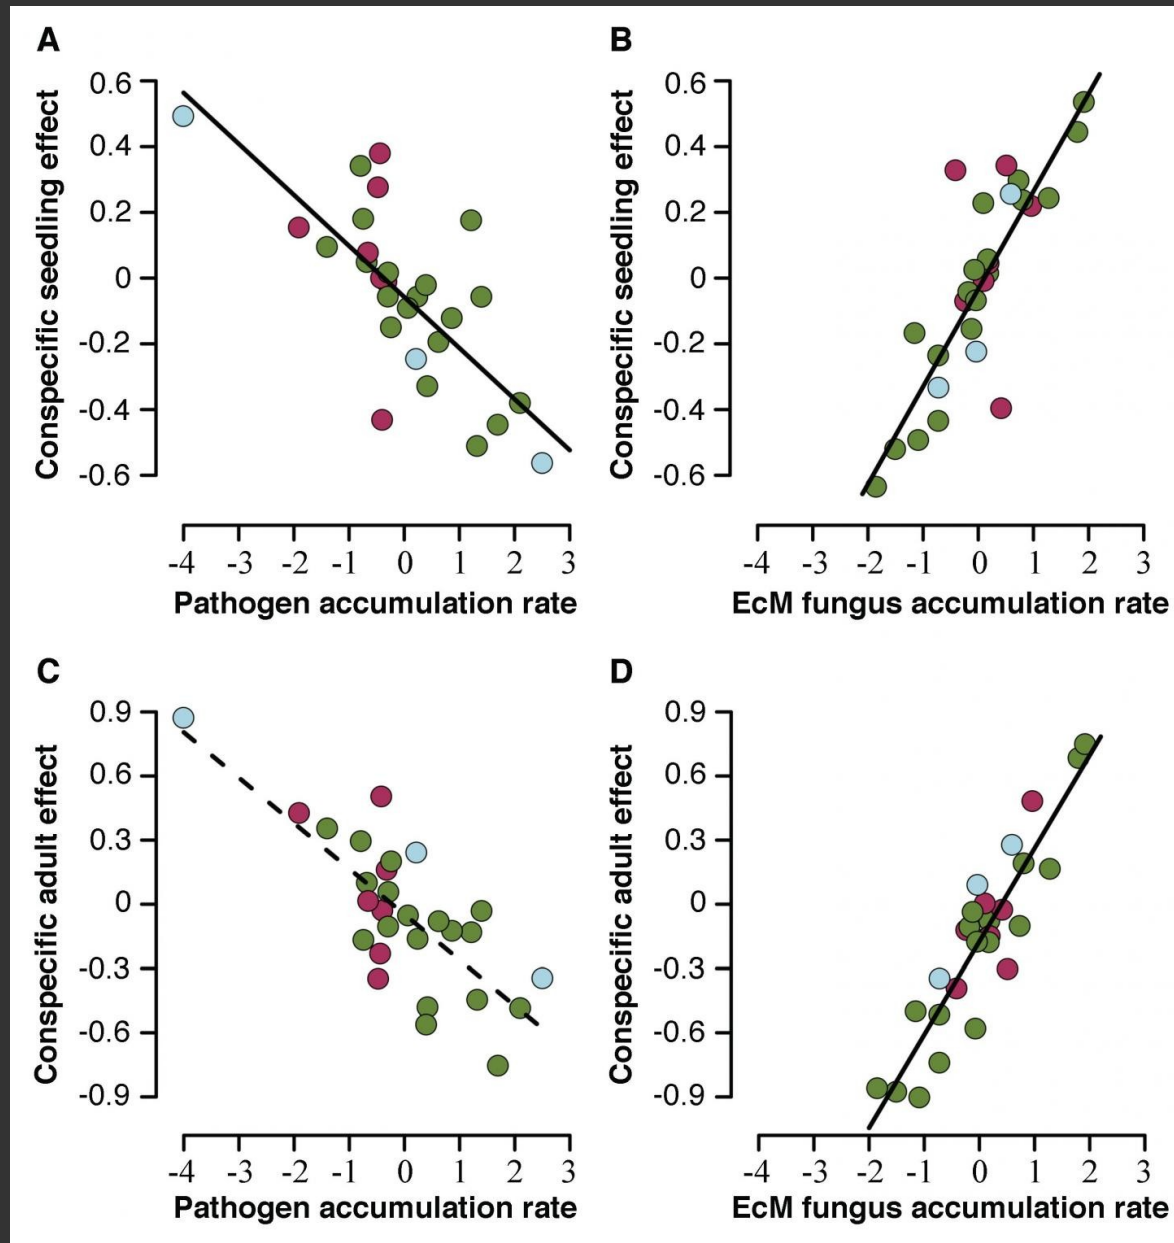 A
B
Conspecific seedling effect
0.6
0.4
0.2
0
-0.2
-0.4
-0.6
-4 -3 -2 -1 0 1 2 3
Pathogen accumulation rate
Conspecific seedling effect
0.6
0.4
0.2
0
-0.2
-0.4
-0.6
-4 -3 -2 -1 0 1 2 3
EcM fungus accumulation rate
C
D
Conspecific adult effect
0.9
0.6
0.3
0
-0.3
-0.6
-0.9
-4 -3 -2 -1 0 1 2 3
Pathogen accumulation rate
Conspecific adult effect
0.9
0.6
0.3
0
-0.3
-0.6
-0.9
-4 -3 -2 -1 0 1 2 3
EcM fungus accumulation rate